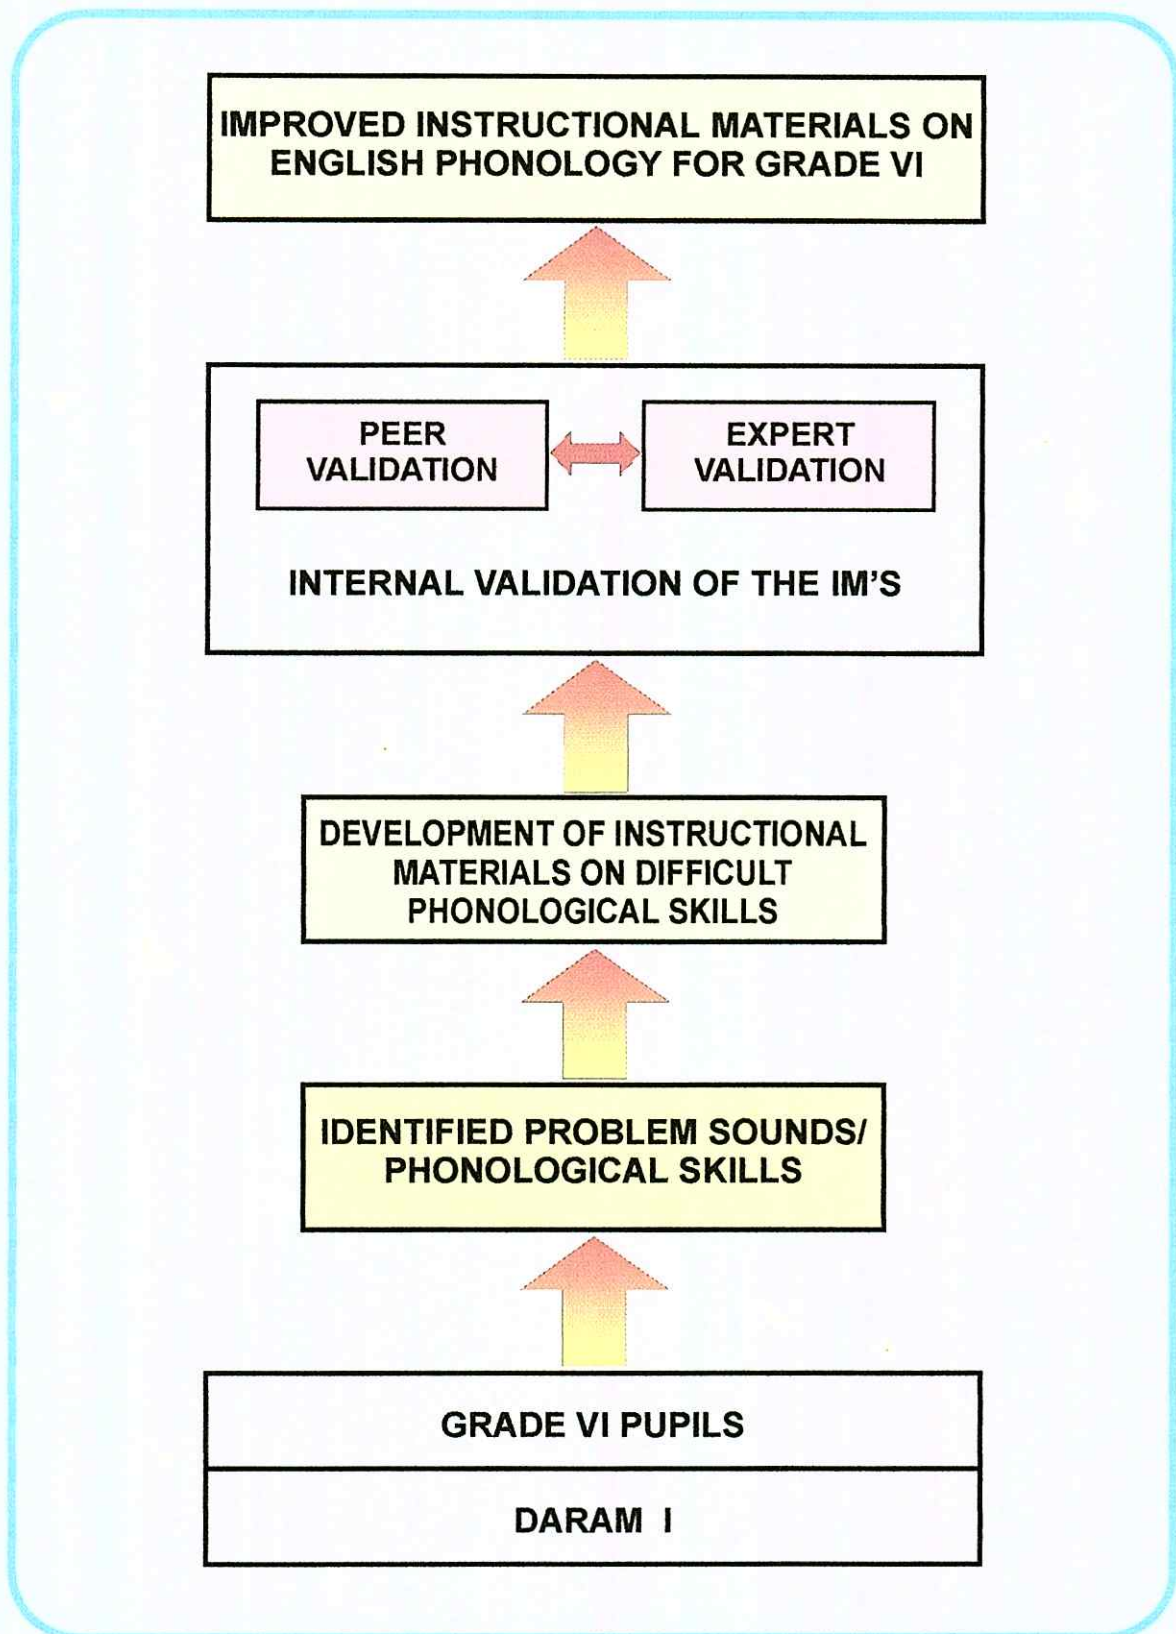 IMPROVED INSTRUCTIONAL MATERIALS ON
ENGLISH PHONOLOGY FOR GRADE VI
PEER
VALIDATION
EXPERT
VALIDATION
INTERNAL VALIDATION OF THE IM'S
DEVELOPMENT OF INSTRUCTIONAL
MATERIALS ON DIFFICULT
PHONOLOGICAL SKILLS
IDENTIFIED PROBLEM SOUNDS/
PHONOLOGICAL SKILLS
GRADE VI PUPILS
DARAM I